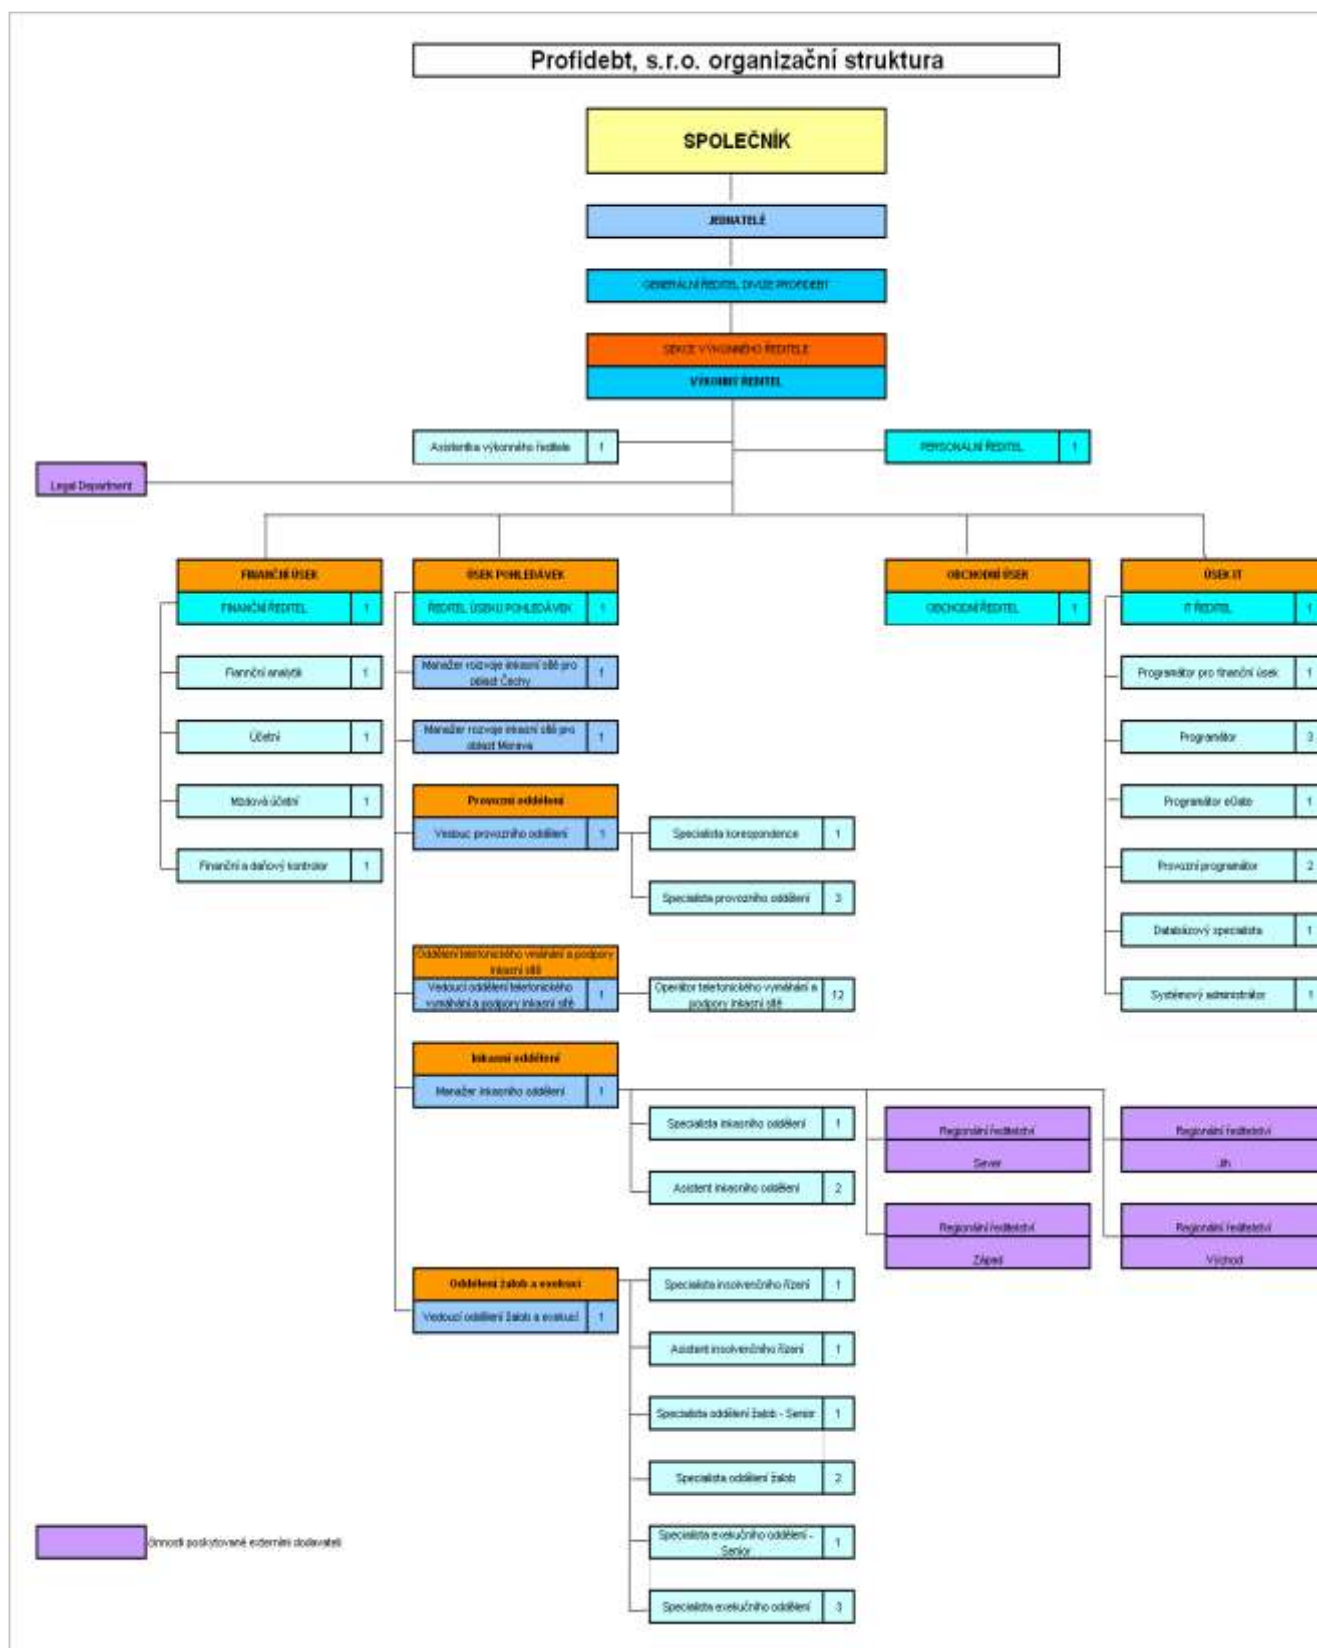 Profidebt, s.r.o. organizační struktura
SPOLEČNÍK
JEDNATELÉ
GENERÁLNÍ ŘEDITEL DIVIZE PROFIDEBT
SEKCE VÝKONNÉHO ŘEDITELE
VÝKONNÝ ŘEDITEL
Asistentka výkonného ředitele 1
PERSONÁLNÍ ŘEDITEL 1
Legal Department
FINANČNÍ ÚSEK
FINANČNÍ ŘEDITEL 1
Fiannční analytik 1
Účetní 1
Mzdová účetní 1
Finanční a daňový kontrolor 1
ÚSEK POHLEDÁVEK
ŘEDITEL ÚSEKU POHLEDÁVEK 1
Manažer rozvoje inkasní sítě pro
oblast Čechy 1
Manažer rozvoje inkasní sítě pro
oblast Morava 1
Provozní oddělení
provozního oddělení 1
Specialista korespondence 1
Specialista provozního oddělení 3
Oddělení telefonického vmáhání a podpory
inkasní sítě
Vedoucí oddělení telefonického
vymáhání a podpory inkasní sítě 1
Operátor telefonického vymáhání a
podpory inkasní sítě 12
Inkasní oddělení
Manažer inkasního oddělení 1
Specialista inkasního oddělení 1
Asistent inkasního oddělení 2
Regionální ředitelství
Sever
Regionální ředitelství
Jih
Regionální ředitelství
Západ
Regionální ředitelství
Východ
Oddělení žalob a exekucí
Vedoucí oddělení žalob a exekucí 1
Specialista insolvenčního řízení 1
Asistent insolvenčního řízení 1
Specialista oddělení žalob - Senior 1
Specialista oddělení žalob 2
Specialista exekučního oddělení -
Senior 1
Specialista exekučního oddělení 3
OBCHODNÍ ÚSEK
OBCHODNÍ ŘEDITEL 1
ÚSEK IT
IT ŘEDITEL 1
Programátor pro finanční úsek 1
Programátor 3
Programátor 1
Provozní programátor 2
Databázový specialista 1
Systémový administrátor 1
činnosti poskytované externími dodavateli